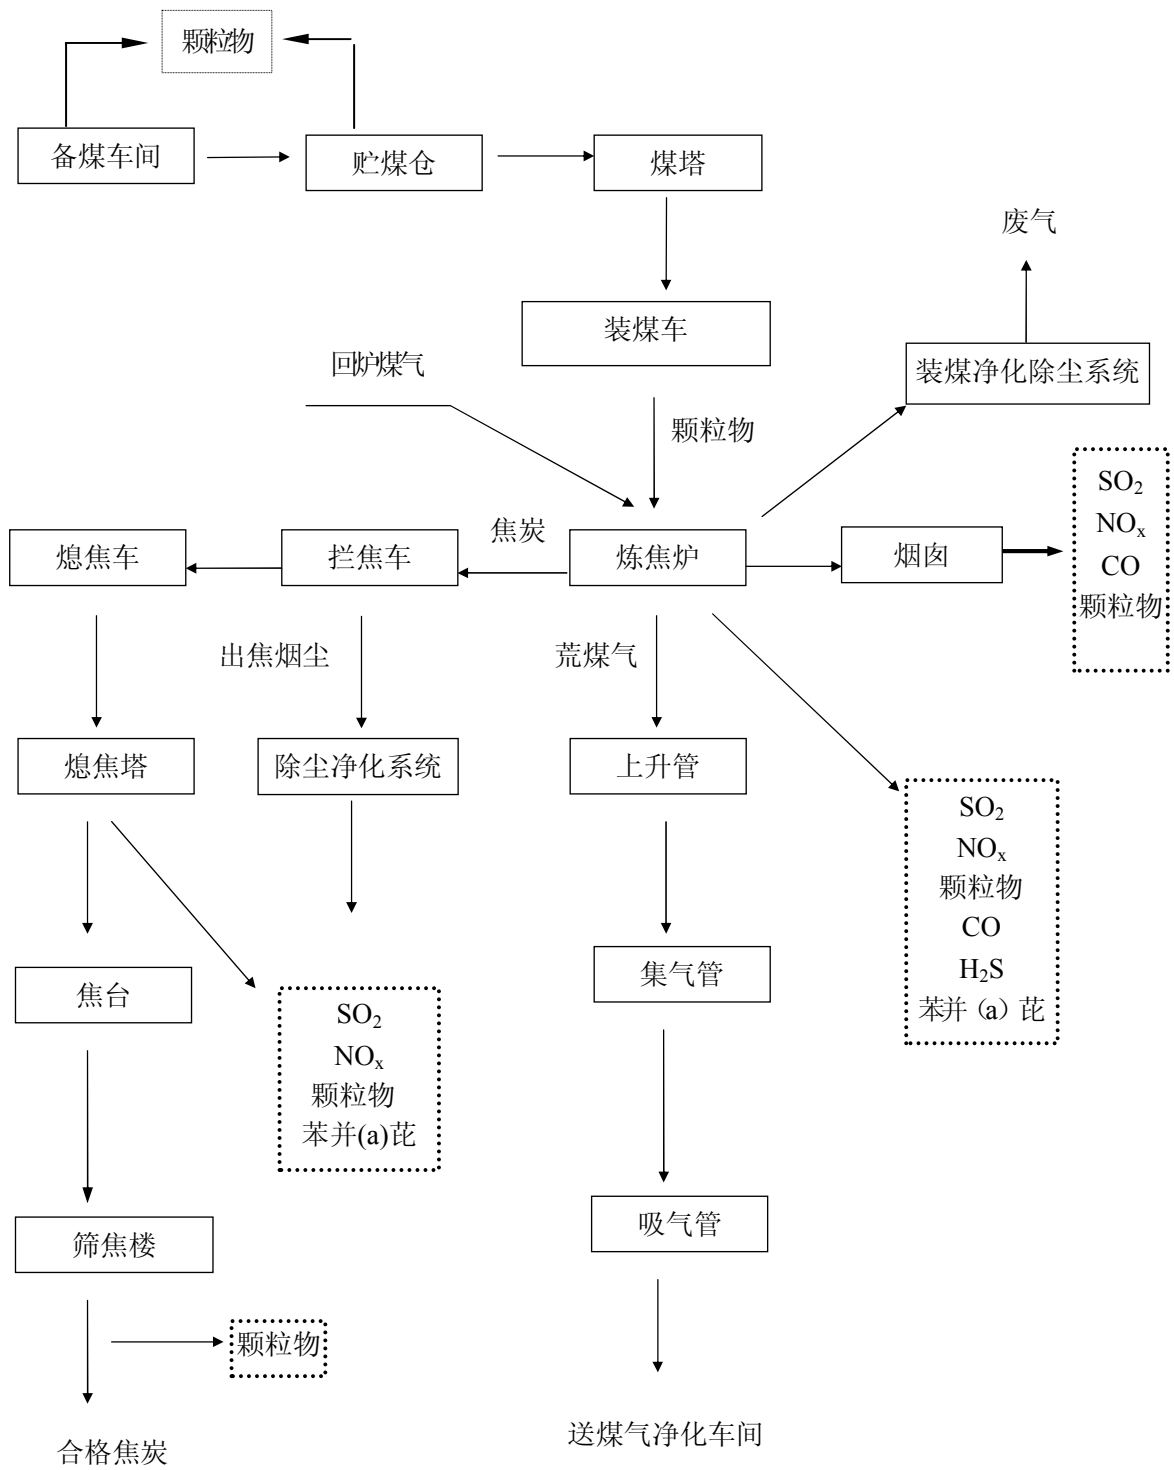 颗粒物
备煤车间
贮煤仓
煤塔
废气
装煤车
回炉煤气
装煤净化除尘系统
颗粒物
SO₂
NOₓ
CO
颗粒物
焦炭
熄焦车
拦焦车
炼焦炉
烟囱
出焦烟尘
荒煤气
熄焦塔
除尘净化系统
上升管
SO₂
NOₓ
颗粒物
CO
H₂S
苯并（a）芘
焦台
集气管
SO₂
NOₓ
颗粒物
苯并(a)芘
筛焦楼
吸气管
颗粒物
合格焦炭
送煤气净化车间